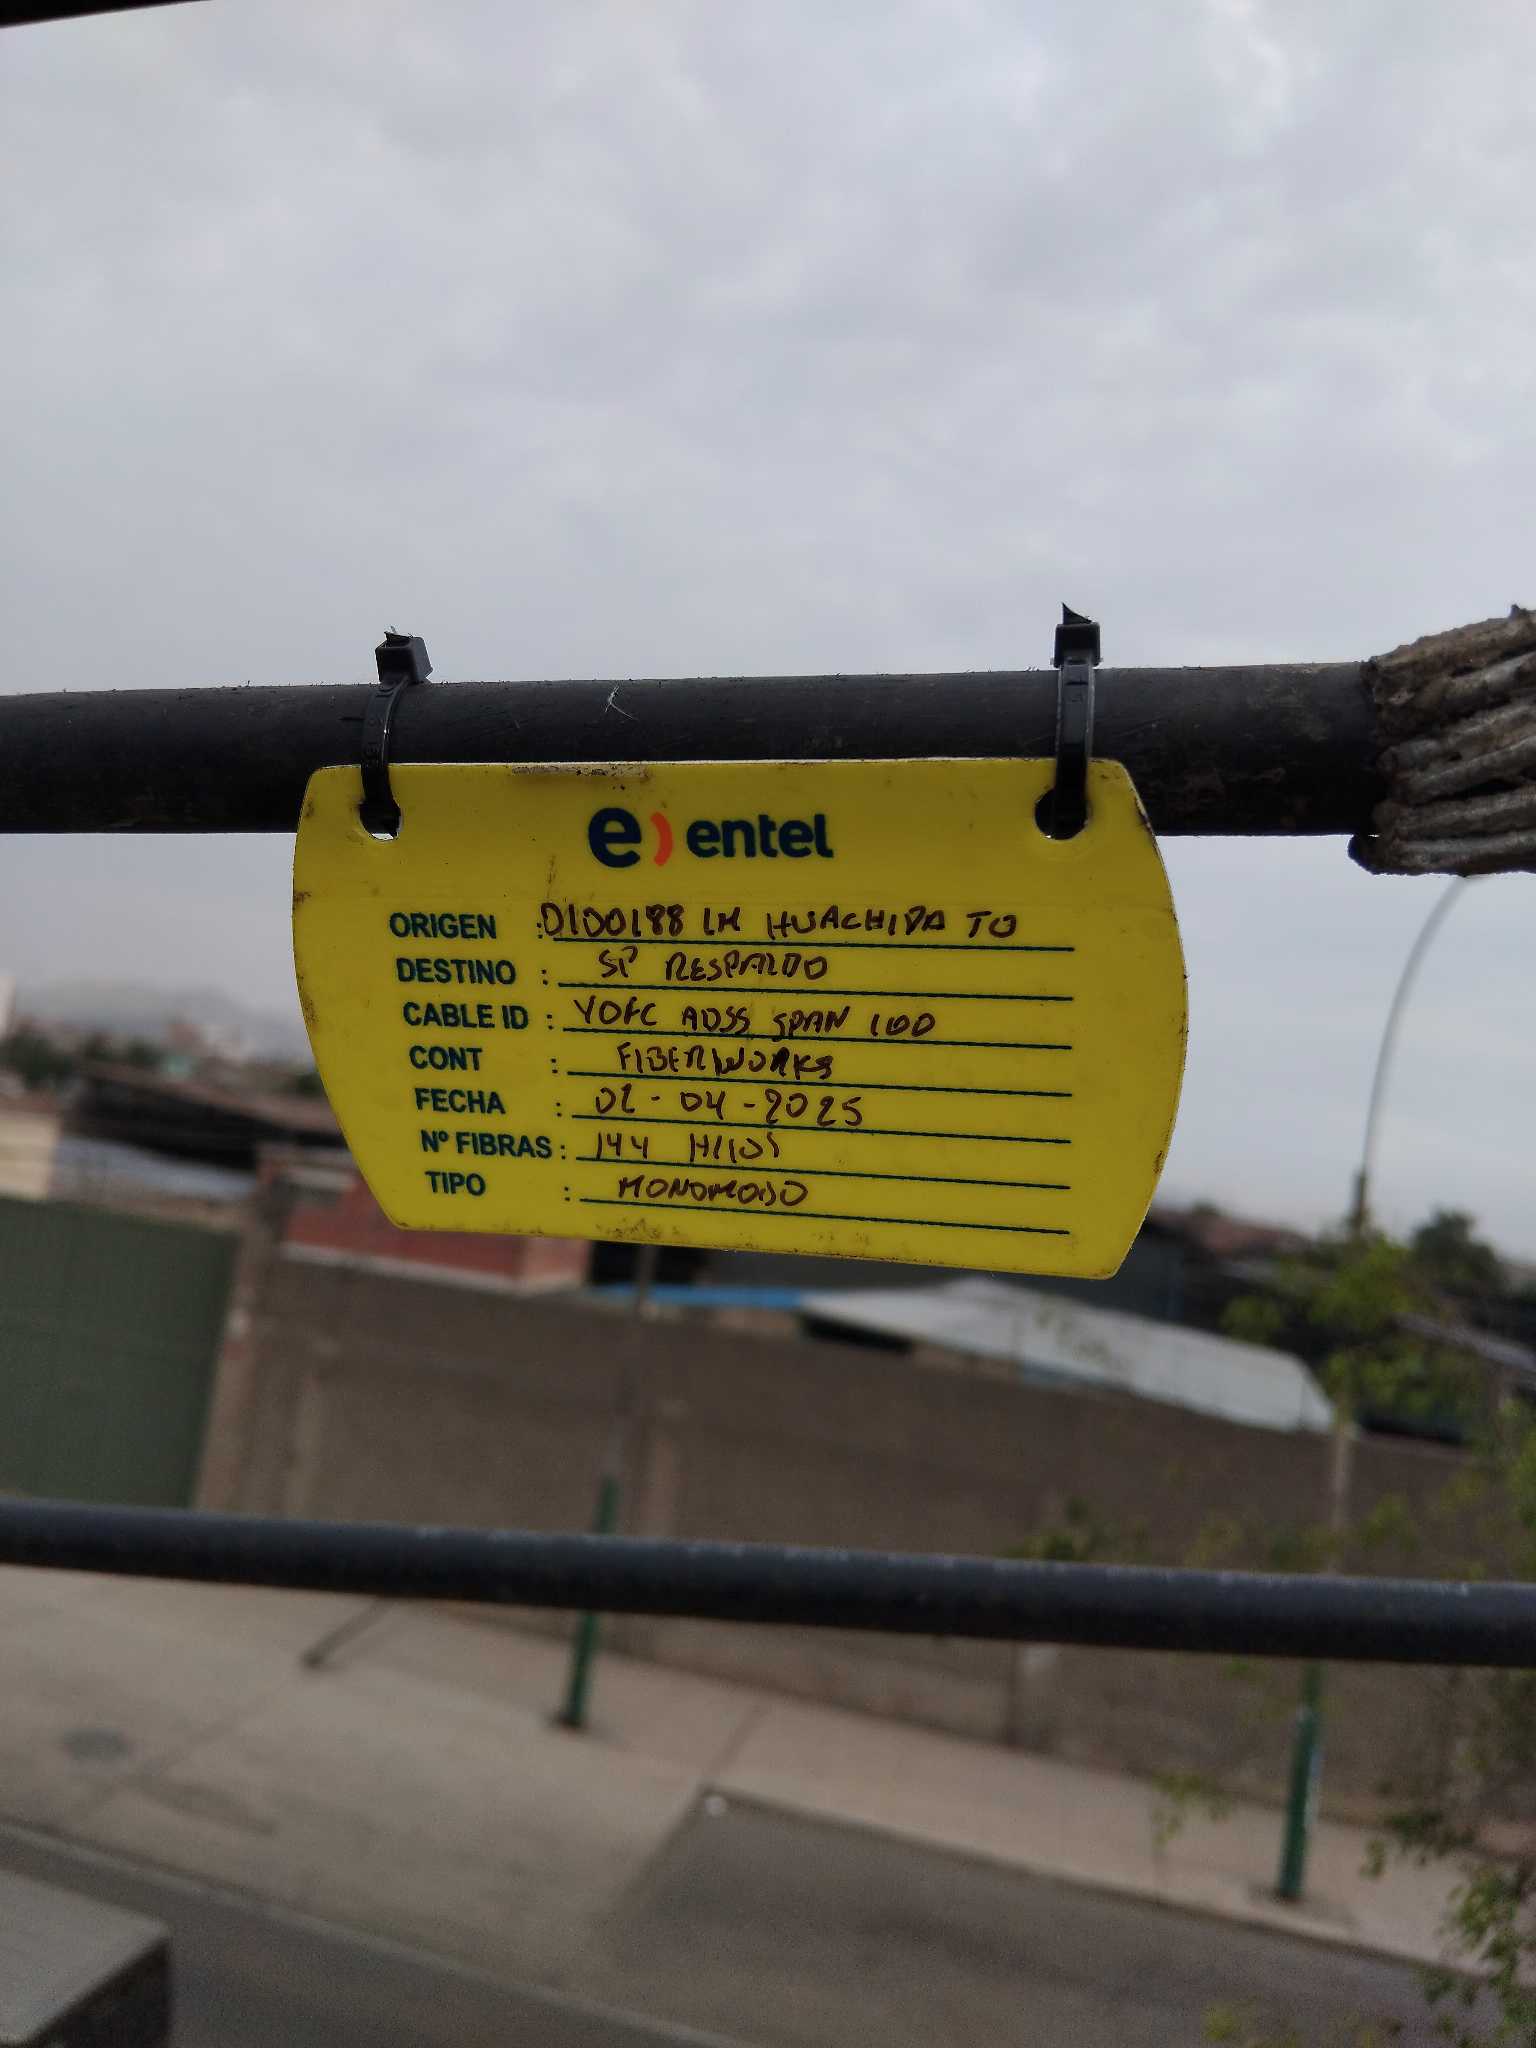 e) entel
ORIGEN : 0100188 LM HUACHIPA TO
DESTINO : SP RESPALDO
CABLE ID : YOFC ADSS SPAN 100
CONT : FIBERWORKS
FECHA : 02-04-2025
Nº FIBRAS : 144 HILOS
TIPO : MONOMODO